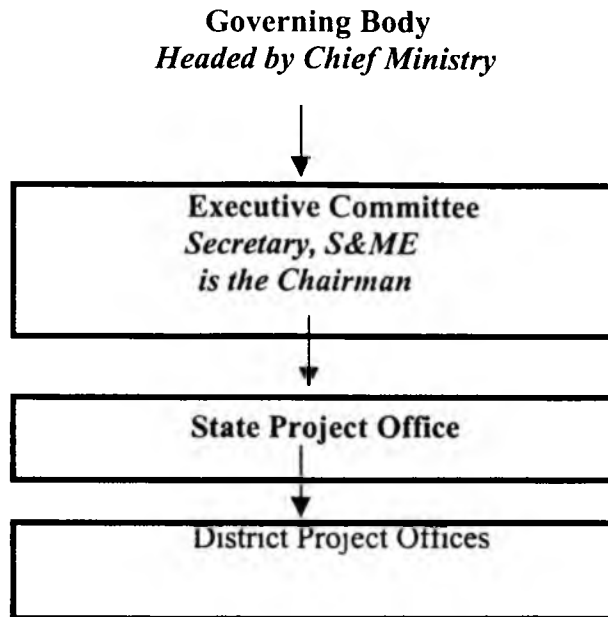 Governing Body
Headed by Chief Ministry
Executive Committee
Secretary, S&ME
is the Chairman
State Project Office
District Project Offices